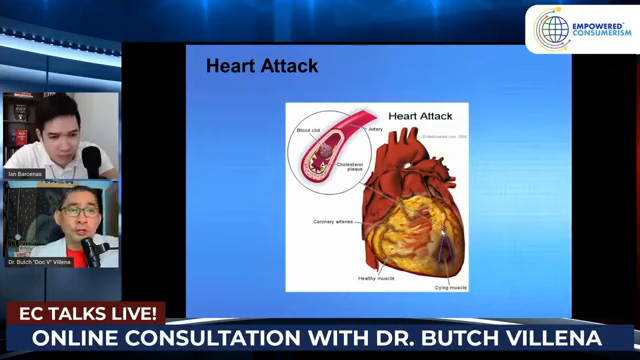 EMPOWERED
CONSUMERISM
Heart Attack
Heart Attack
Blood clot
Artery
Cholesterol
plaque
Coronary arteries
Healthy muscle
Dying muscle
Ian Barcenas
Dr. Butch "Doc V" Villena
EC TALKS LIVE!
ONLINE CONSULTATION WITH DR. BUTCH VILLENA